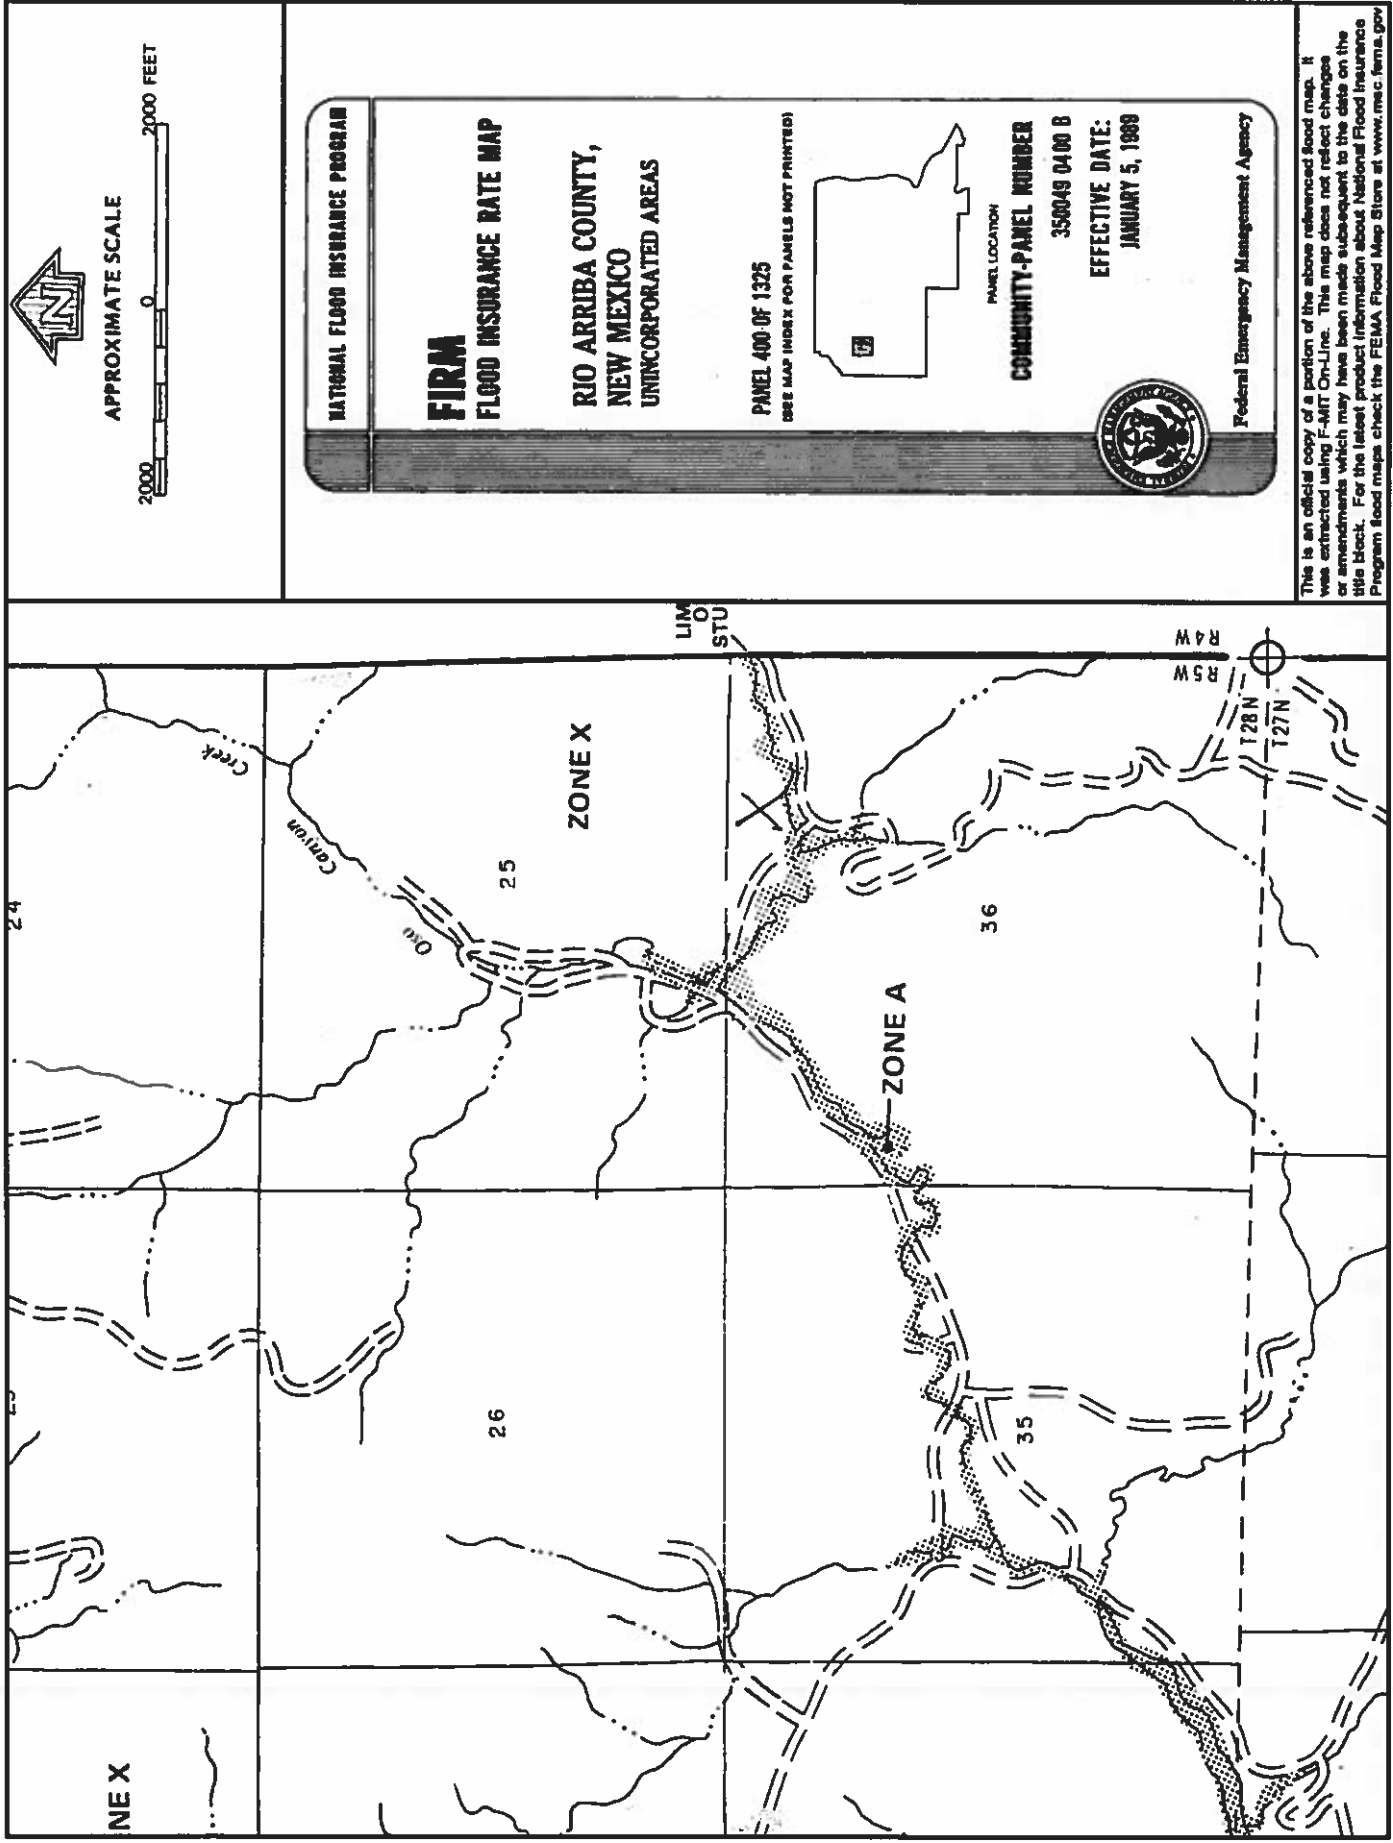 APPROXIMATE SCALE
2000 0 2000 FEET
N
NATIONAL FLOOD INSURANCE PROGRAM
FIRM
FLOOD INSURANCE RATE MAP
RIO ARRIBA COUNTY,
NEW MEXICO
UNINCORPORATED AREAS
PANEL 400 OF 1325
(SEE MAP INDEX FOR PANELS NOT PRINTED)
PANEL LOCATION
COMMUNITY-PANEL NUMBER
350049 0400 B
EFFECTIVE DATE:
JANUARY 5, 1989
Federal Emergency Management Agency
This is an official copy of a portion of the above referenced flood map. It
was extracted using F-MIT On-Line. This map does not reflect changes
or amendments which may have been made subsequent to the date on the
title block. For the latest product information about National Flood Insurance
Program flood maps check the FEMA Flood Map Store at www.msc.fema.gov
24
Creek
Canyon
Oso
25
ZONE X
LIM
O
STU
26
36
ZONE A
35
NE X
R4W
R5W
T28N
T27N